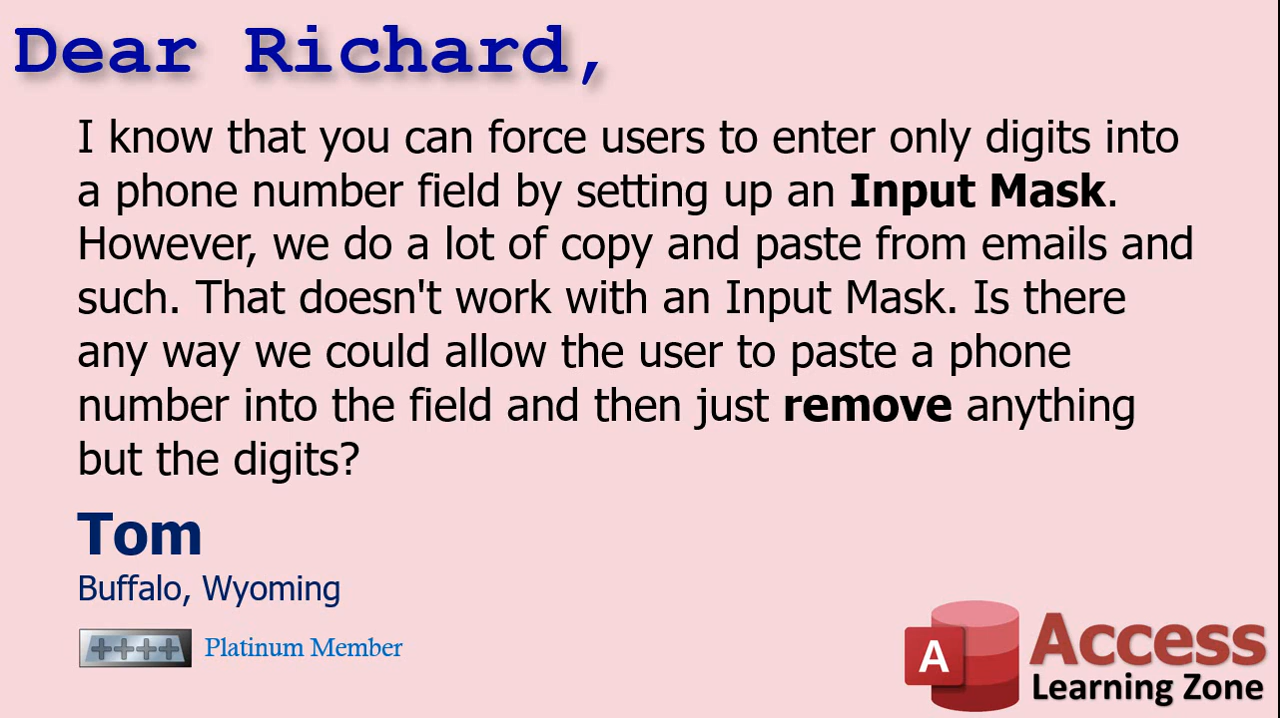 Dear Richard,
I know that you can force users to enter only digits into
a phone number field by setting up an Input Mask.
However, we do a lot of copy and paste from emails and
such. That doesn't work with an Input Mask. Is there
any way we could allow the user to paste a phone
number into the field and then just remove anything
but the digits?
Tom
Buffalo, Wyoming
++++ Platinum Member
A Access
Learning Zone